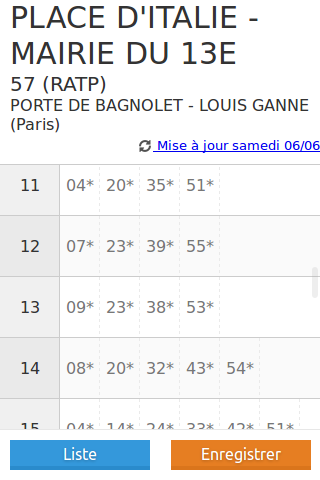 PLACE D'ITALIE -
MAIRIE DU 13E
57 (RATP)
PORTE DE BAGNOLET - LOUIS GANNE
(Paris)
Mise à jour samedi 06/06
11 04* 20* 35* 51*
12 07* 23* 39* 55*
13 09* 23* 38* 53*
14 08* 20* 32* 43* 54*
15 04* 14* 24* 33* 42* 51*
Liste Enregistrer